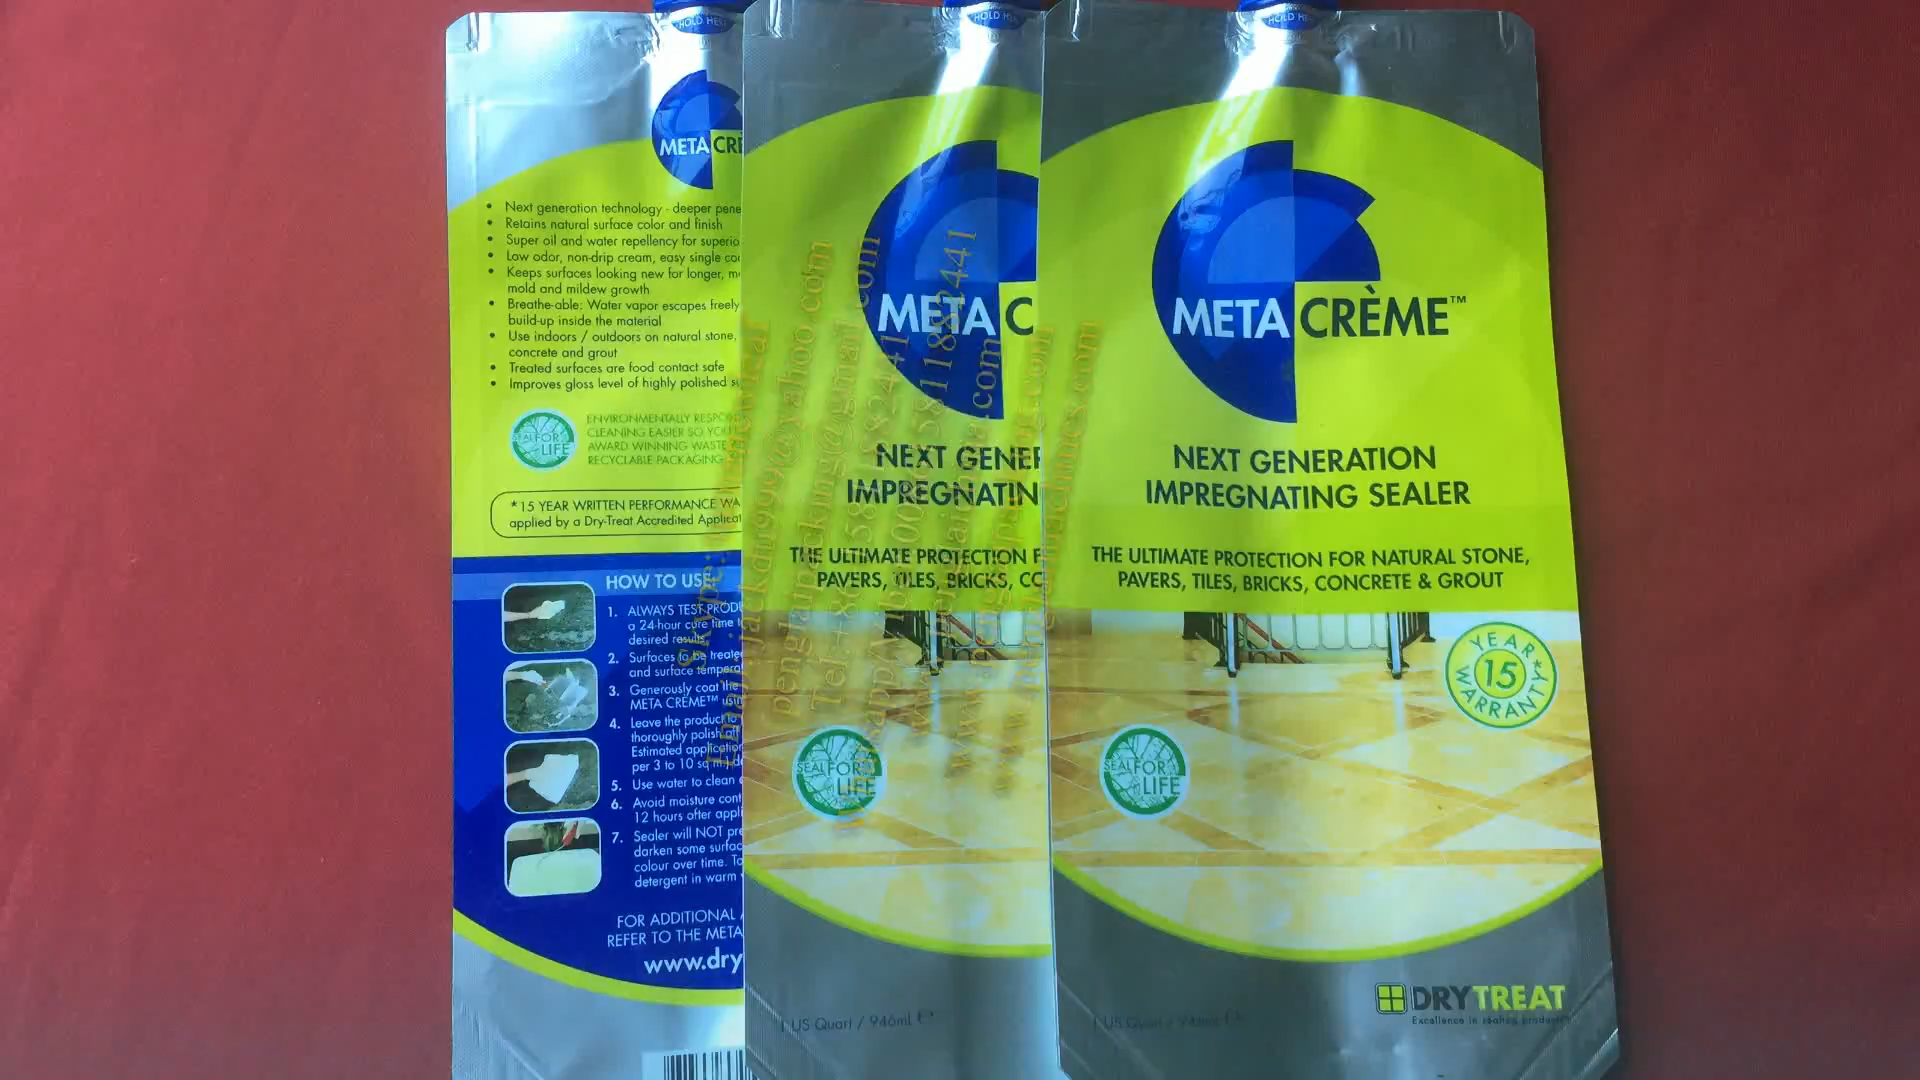 HOLD HE
META CRE
Next generation technology - deeper pene
Retains natural surface color and finish
Super oil and water repellency for superio
Low odor, non-drip cream, easy single co
Keeps surfaces looking new for longer, m
mold and mildew growth
Breathe-able: Water vapor escapes freely
build-up inside the material
Use indoors / outdoors on natural stone,
concrete and grout
Treated surfaces are food contact safe
Improves gloss level of highly polished su
SEAL FOR LIFE
ENVIRONMENTALLY RESPO
CLEANING EASIER SO YOU
AWARD WINNING WASTE
RECYCLABLE PACKAGING
*15 YEAR WRITTEN PERFORMANCE WA
applied by a Dry-Treat Accredited Applicat
HOW TO USE
1. ALWAYS TEST PRODU
a 24-hour cure time
desired results.
2. Surfaces to be treated
and surface tempera
3. Generously coat the
META CRÈME™
4. Leave the product to
thoroughly polish off
Estimated application
per 3 to 10 sq m.
5. Use water to clean
6. Avoid moisture cont
12 hours after appli
7. Sealer will NOT pre
darken some surfac
colour over time. To
detergent in warm
FOR ADDITIONAL
REFER TO THE META
www.dry
HOLD HE
META C
NEXT GENER
IMPREGNATIN
THE ULTIMATE PROTECTION F
PAVERS, TILES, BRICKS, CO
SEAL FOR LIFE
1 US Quart / 946mL e*
HOLD HE
META CRÈME™
NEXT GENERATION
IMPREGNATING SEALER
THE ULTIMATE PROTECTION FOR NATURAL STONE,
PAVERS, TILES, BRICKS, CONCRETE & GROUT
YEAR* 15 WARRANTY*
SEAL FOR LIFE
1 US Quart / 946mL e*
DRYTREAT
Excellence in sealing products